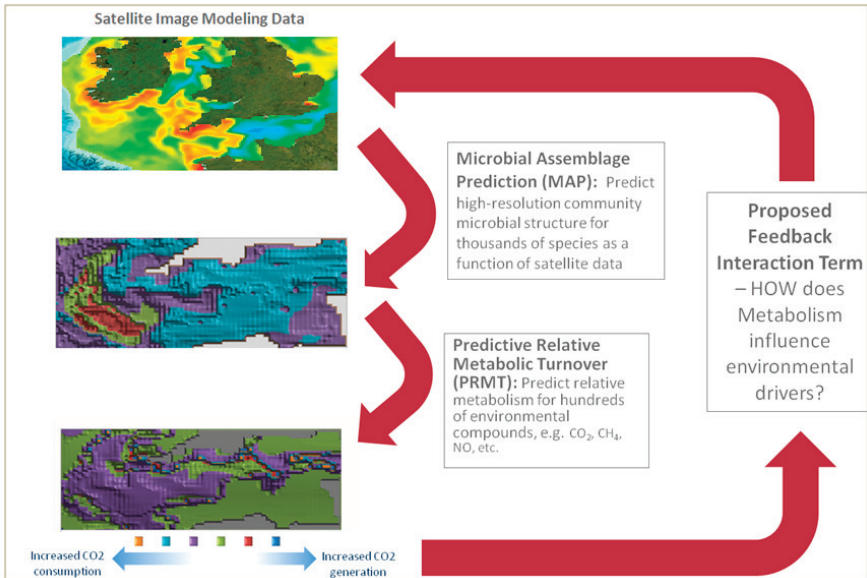 Satellite Image Modeling Data
Microbial Assemblage
Prediction (MAP): Predict
high-resolution community
microbial structure for
thousands of species as a
function of satellite data
Predictive Relative
Metabolic Turnover
(PRMT): Predict relative
metabolism for hundreds
of environmental
compounds, e.g. CO₂, CH₄,
NO, etc.
Proposed
Feedback
Interaction Term
– HOW does
Metabolism
influence
environmental
drivers?
Increased CO2
consumption
Increased CO2
generation